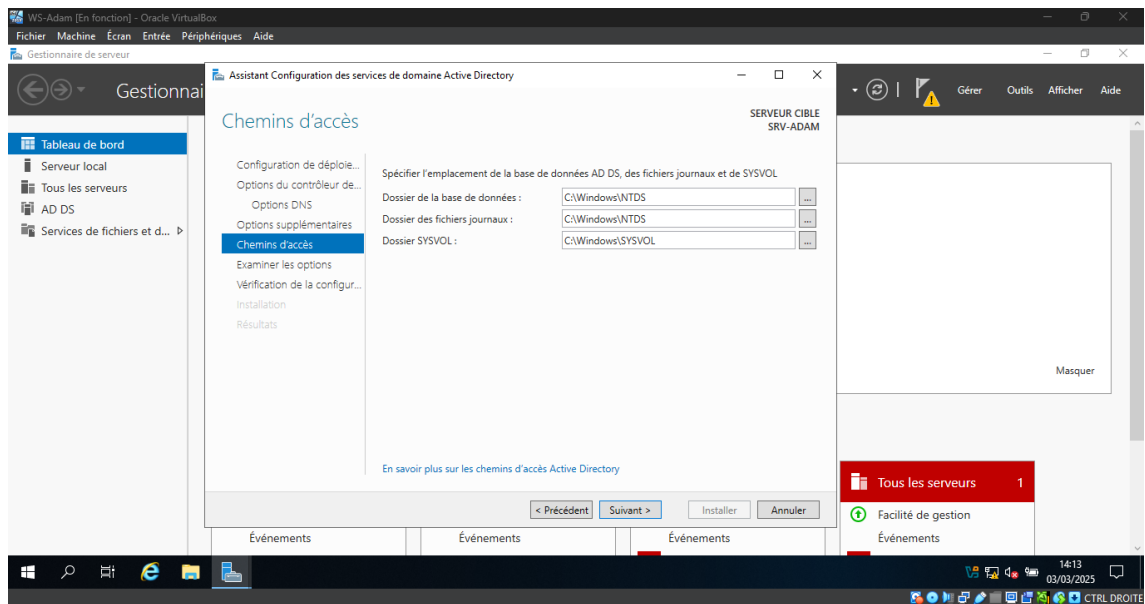 WS-Adam [En fonction] - Oracle VirtualBox
Fichier Machine Écran Entrée Périphériques Aide
Gestionnaire de serveur
Gestionnai
Gérer Outils Afficher Aide
Tableau de bord
Serveur local
Tous les serveurs
AD DS
Services de fichiers et d...
Assistant Configuration des services de domaine Active Directory
Chemins d'accès
SERVEUR CIBLE
SRV-ADAM
Configuration de déploie...
Options du contrôleur de...
Options DNS
Options supplémentaires
Chemins d'accès
Examiner les options
Vérification de la configur...
Installation
Résultats
Spécifier l'emplacement de la base de données AD DS, des fichiers journaux et de SYSVOL
Dossier de la base de données : C:\Windows\NTDS ...
Dossier des fichiers journaux : C:\Windows\NTDS ...
Dossier SYSVOL : C:\Windows\SYSVOL ...
En savoir plus sur les chemins d'accès Active Directory
< Précédent Suivant > Installer Annuler
Masquer
Tous les serveurs 1
Facilité de gestion
Événements
Événements Événements Événements
14:13
03/03/2025
CTRL DROITE